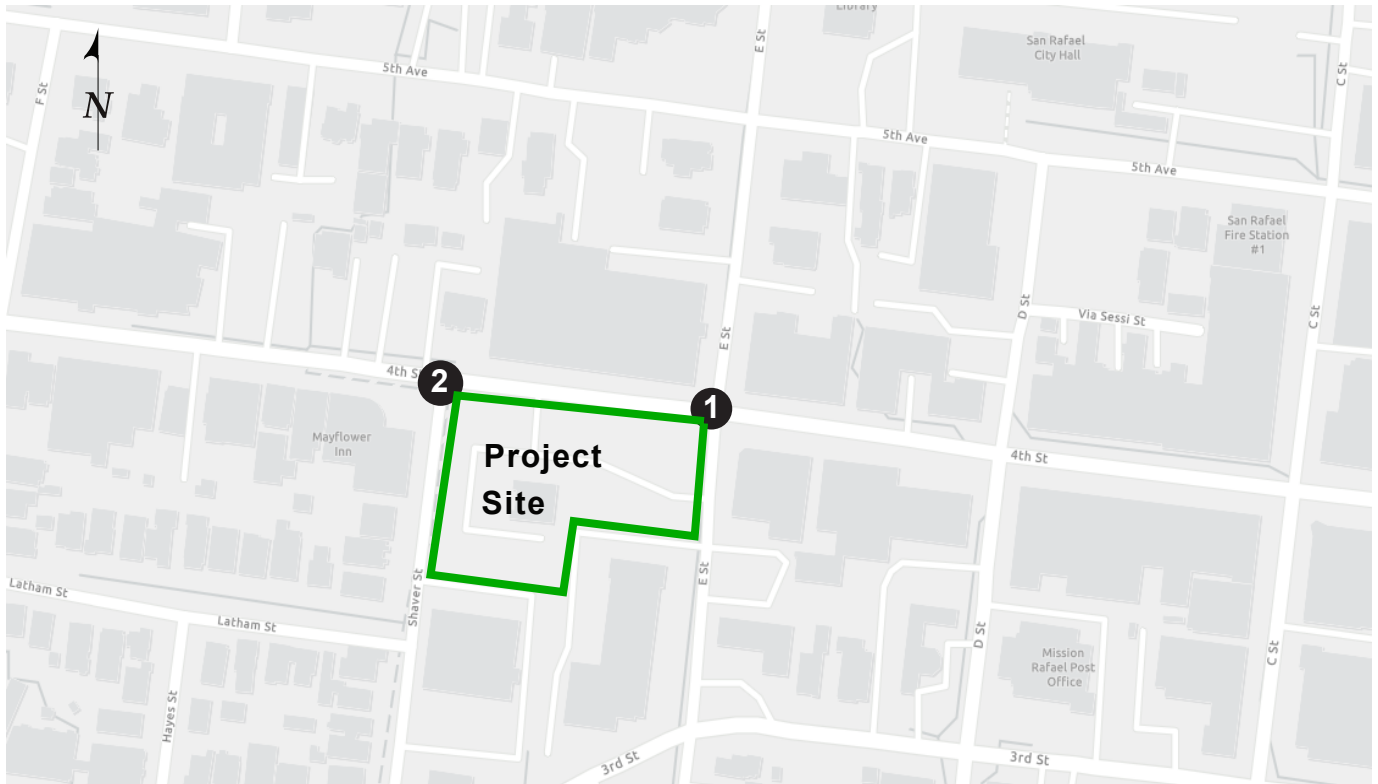 Library
E St
San Rafael
City Hall
C St
5th Ave
F St
N
5th Ave
5th Ave
San Rafael
Fire Station
#1
D St
Via Sessi St
C St
E St
4th St
2
1
Mayflower
Inn
Project
Site
4th St
Latham St
Shaver St
E St
Latham St
D St
C St
Mission
Rafael Post
Office
Hayes St
3rd St
3rd St